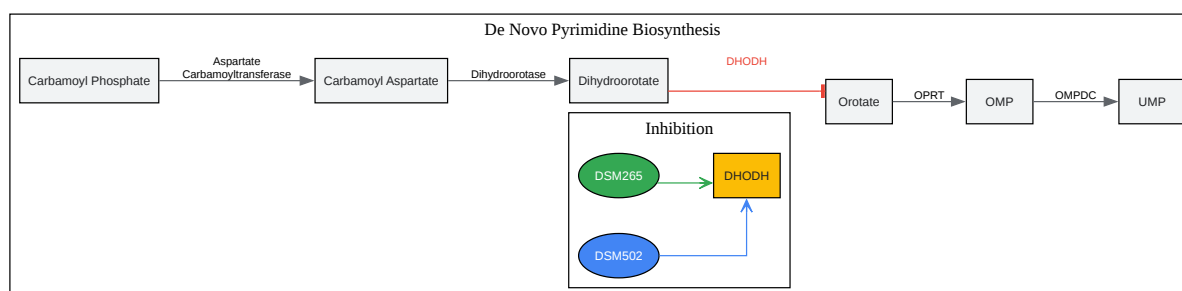 De Novo Pyrimidine Biosynthesis
Carbamoyl Phosphate
Aspartate
Carbamoyltransferase
Carbamoyl Aspartate
Dihydroorotase
Dihydroorotate
DHODH
Orotate
OPRT
OMP
OMPDC
UMP
Inhibition
DSM265
DHODH
DSM502